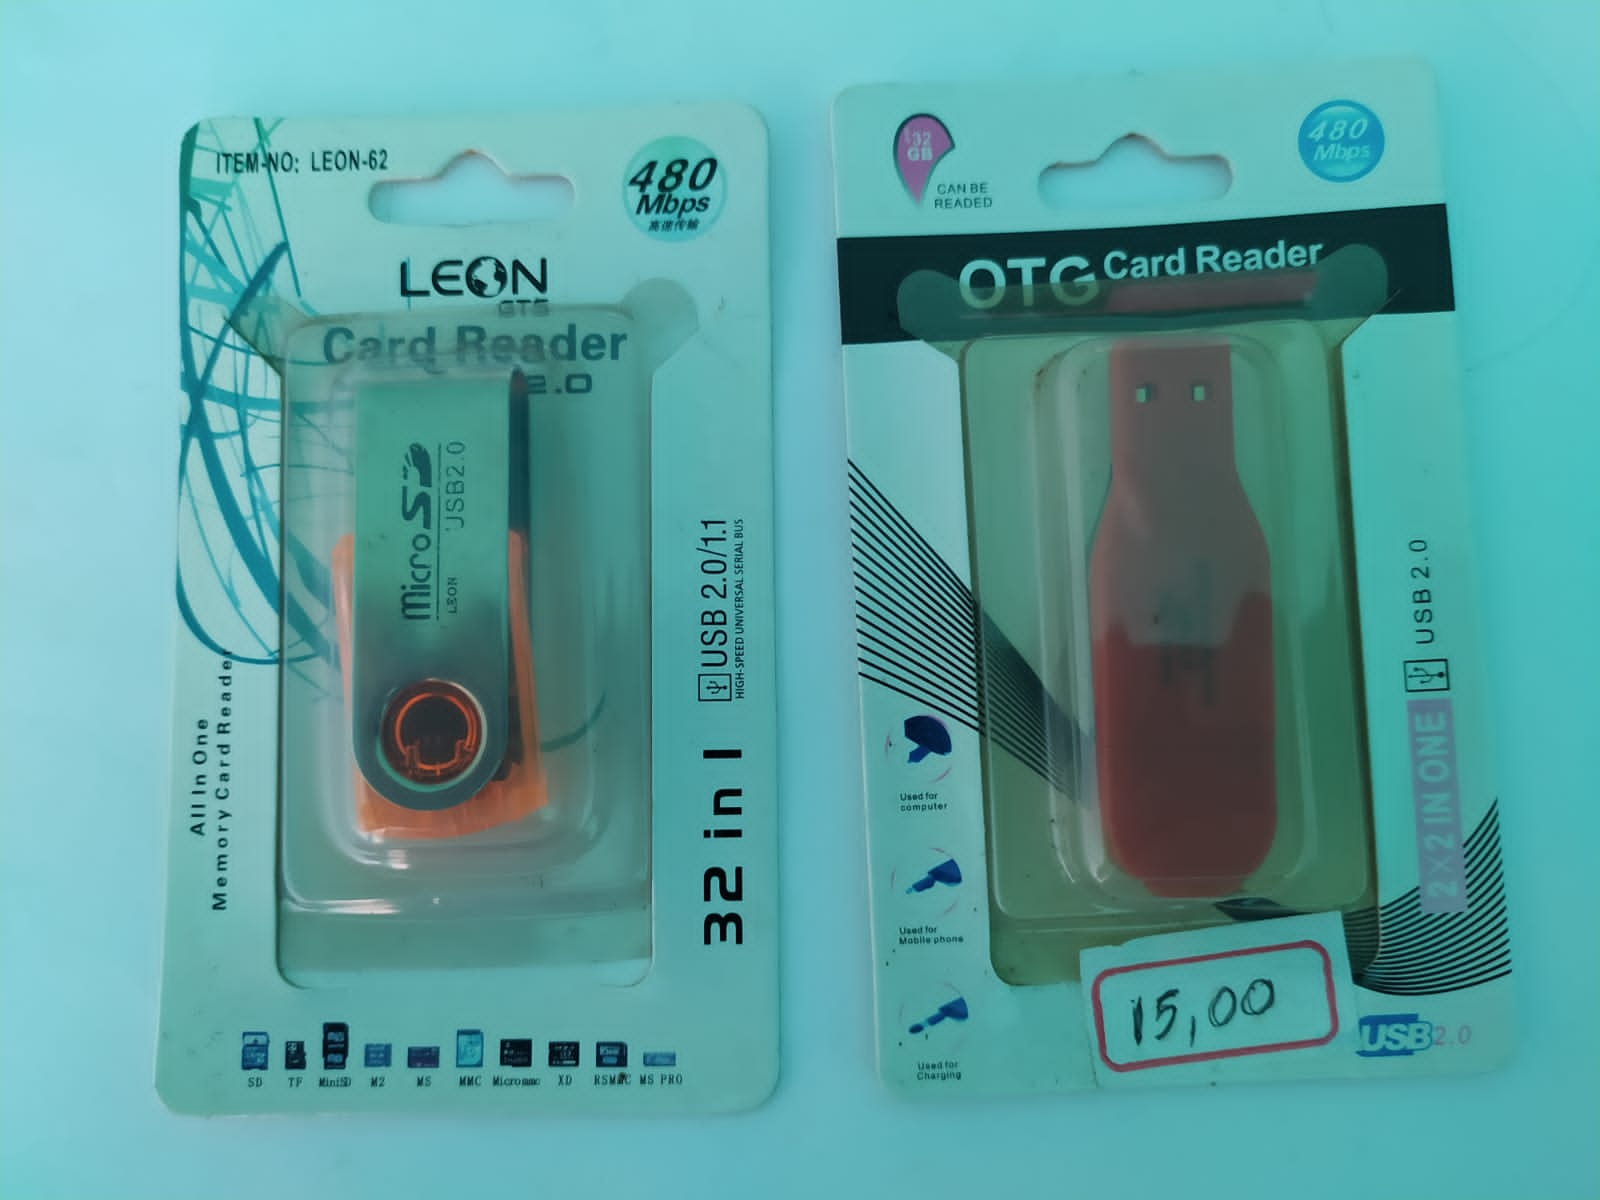 ITEM-NO: LEON-62
480
Mbps
高速传输
LEON
GTS
Card Reader
2.0
MicroSD
USB2.0
LEON
USB 2.0/1.1
HIGH-SPEED UNIVERSAL SERIAL BUS
32 in 1
All In One
Memory Card Reader
SD
TF
MiniSD
M2
MS
MMC
Micrommc
XD
RSMMC
MS PRO
32
GB
CAN BE
READED
480
Mbps
OTG Card Reader
USB 2.0
2X2 IN ONE
Used for
computer
Used for
Mobile phone
Used for
Charging
15,00
USB2.0